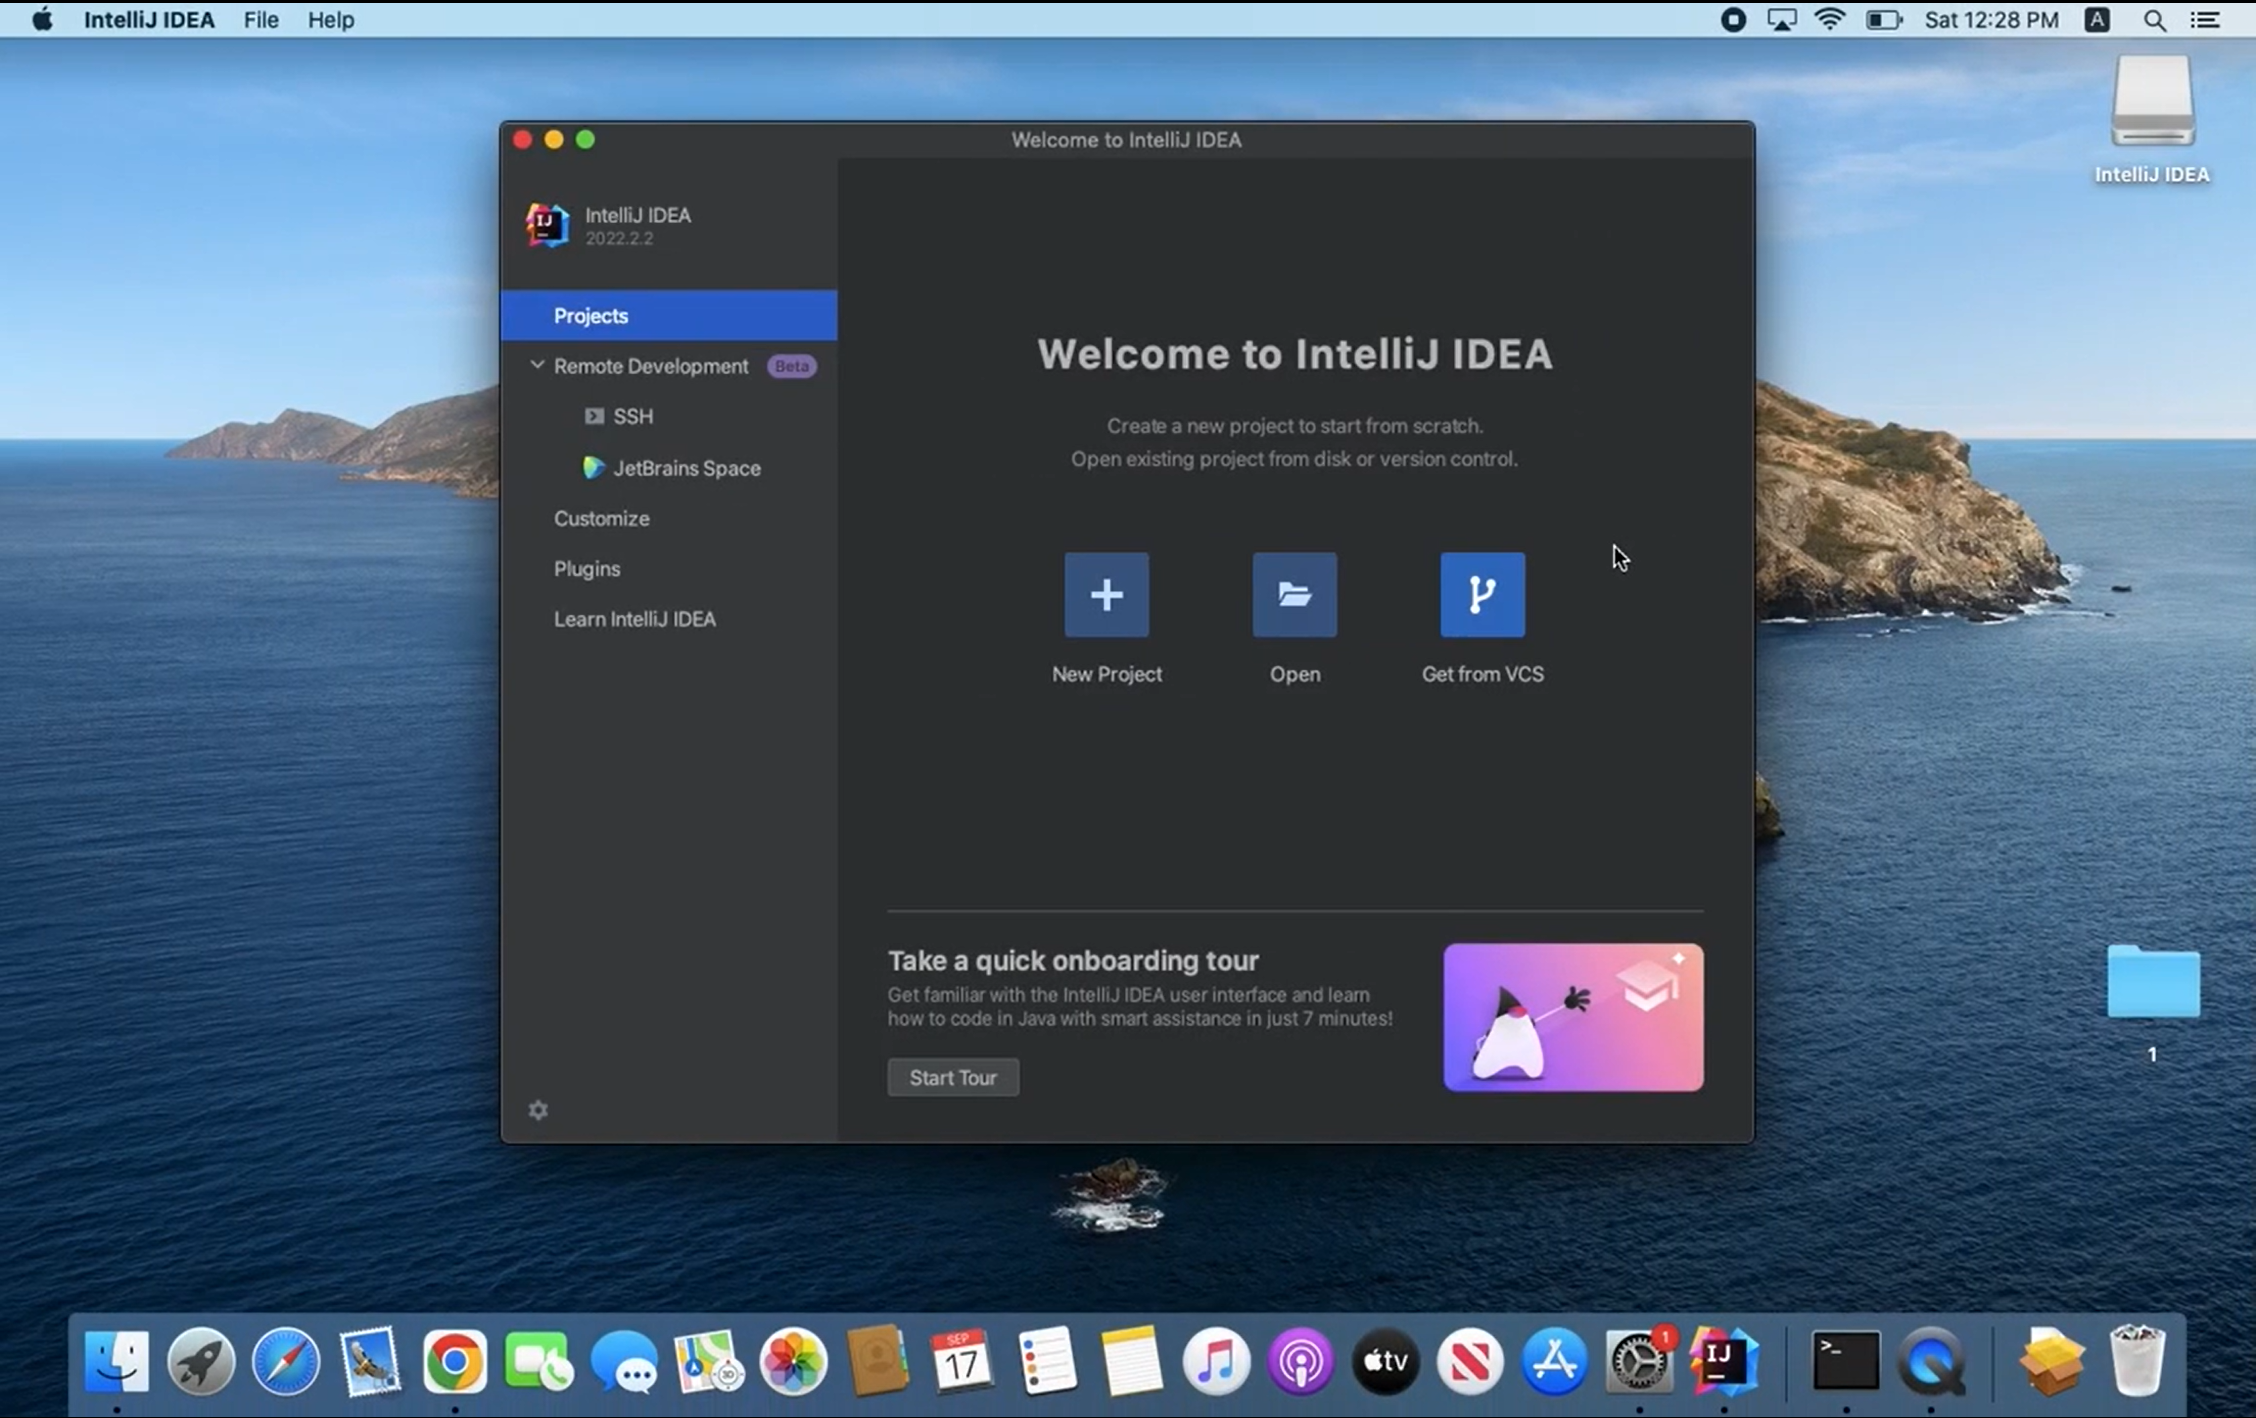 IntelliJ IDEA File Help
Sat 12:28 PM A
IntelliJ IDEA
Welcome to IntelliJ IDEA
IJ
IntelliJ IDEA
2022.2.2
Projects
Remote Development Beta
SSH
JetBrains Space
Customize
Plugins
Learn IntelliJ IDEA
Welcome to IntelliJ IDEA
Create a new project to start from scratch.
Open existing project from disk or version control.
New Project Open Get from VCS
Take a quick onboarding tour
Get familiar with the IntelliJ IDEA user interface and learn
how to code in Java with smart assistance in just 7 minutes!
Start Tour
1
3D
SEP
17
tv
1
IJ
>_